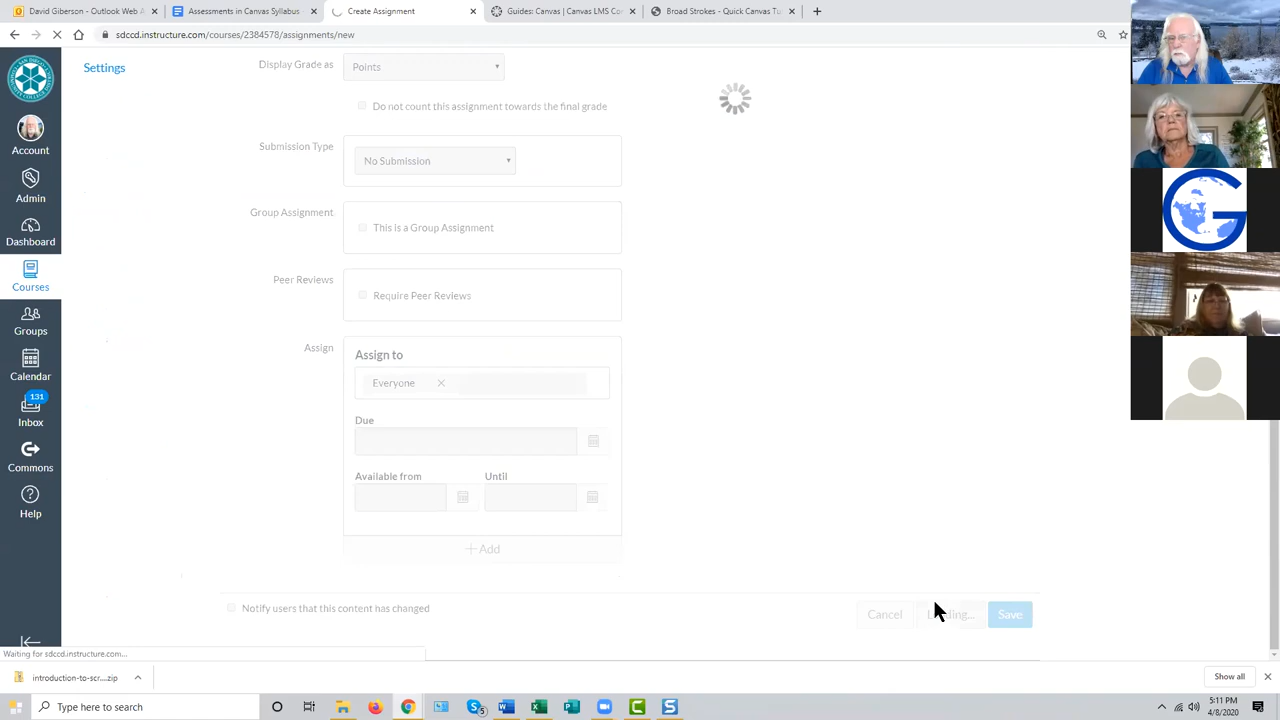 David Giberson - Outlook Web A
Assessments in Canvas Syllabus
Create Assignment
Guides: Canvas | Canvas LMS Co
Broad Strokes - Quick Canvas Tu
sdccd.instructure.com/courses/2384578/assignments/new
Settings
Account
Admin
Dashboard
Courses
Groups
Calendar
131
Inbox
Commons
Help
Display Grade as
Points
Do not count this assignment towards the final grade
Submission Type
No Submission
Group Assignment
This is a Group Assignment
Peer Reviews
Require Peer Reviews
Assign
Assign to
Everyone
Due
Available from
Until
Add
Notify users that this content has changed
Cancel
Save
Waiting for sdccd.instructure.com...
introduction-to-scr....zip
Show all
Type here to search
5
5:11 PM
4/8/2020
G